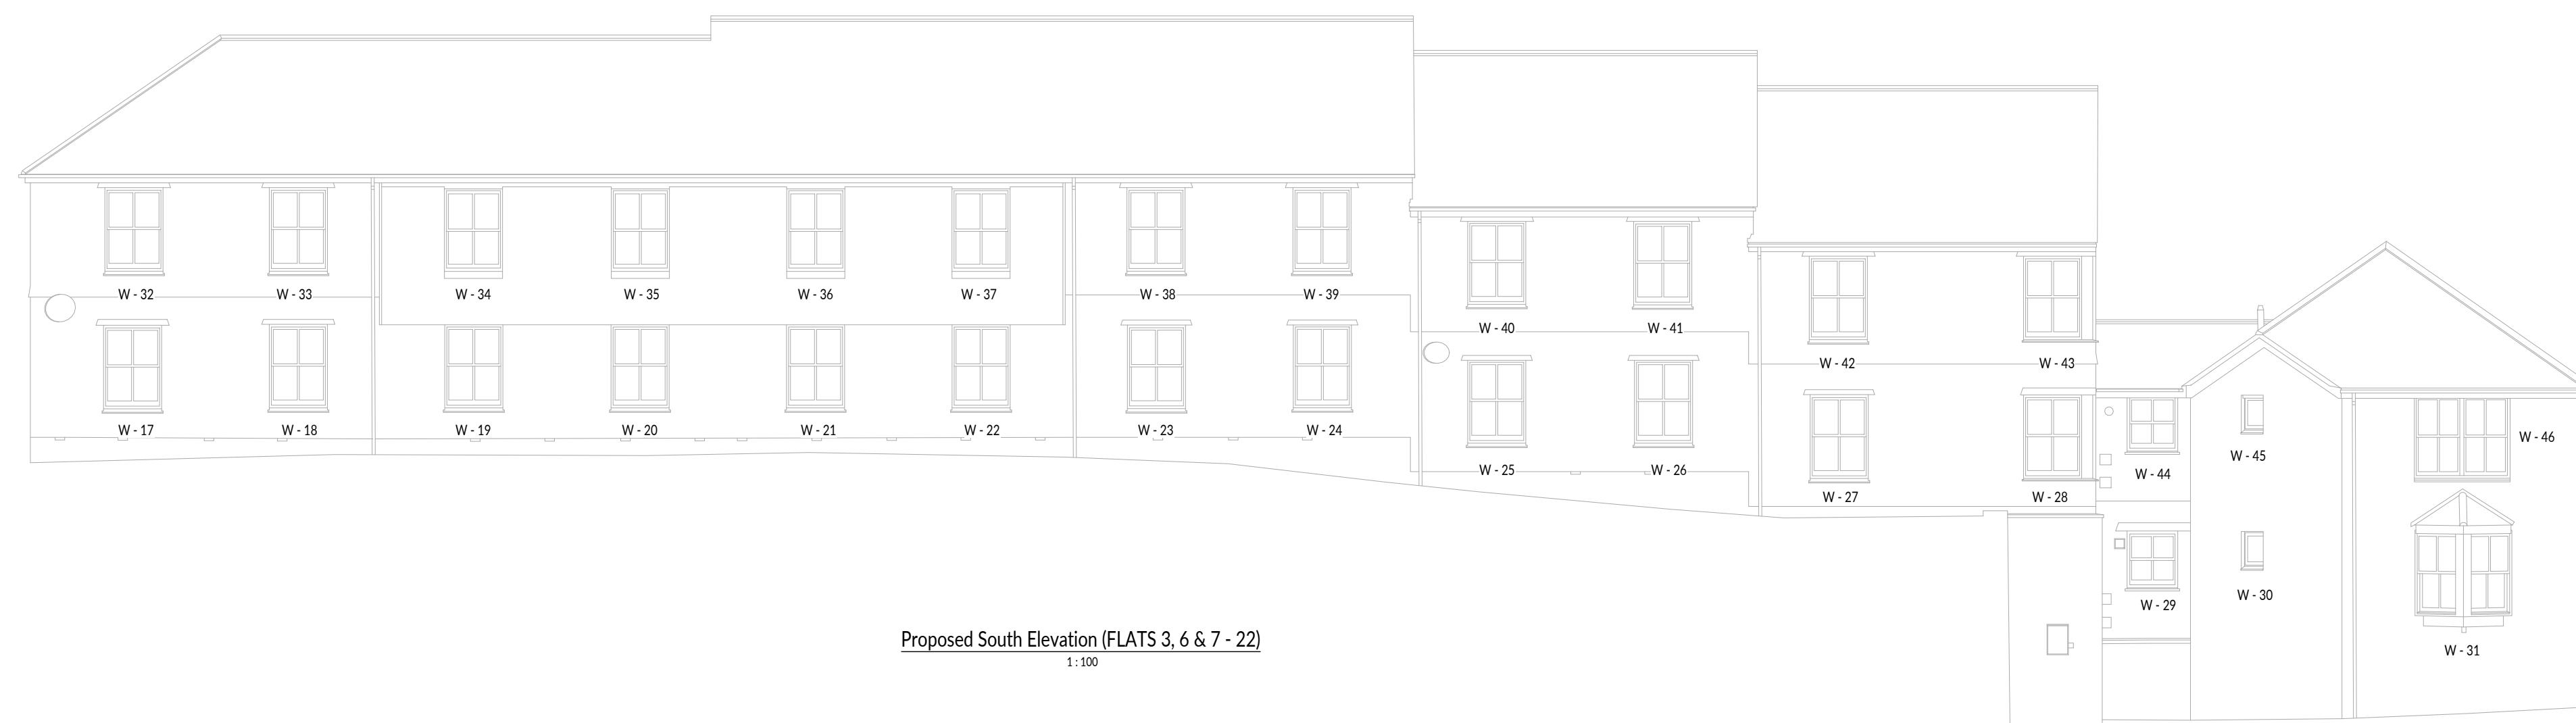 W - 32
W - 33
W - 34
W - 35
W - 36
W - 37
W - 38
W - 39
W - 40
W - 41
W - 42
W - 43
W - 17
W - 18
W - 19
W - 20
W - 21
W - 22
W - 23
W - 24
W - 25
W - 26
W - 27
W - 28
W - 44
W - 45
W - 46
W - 29
W - 30
W - 31
Proposed South Elevation (FLATS 3, 6 & 7 - 22)
1 : 100